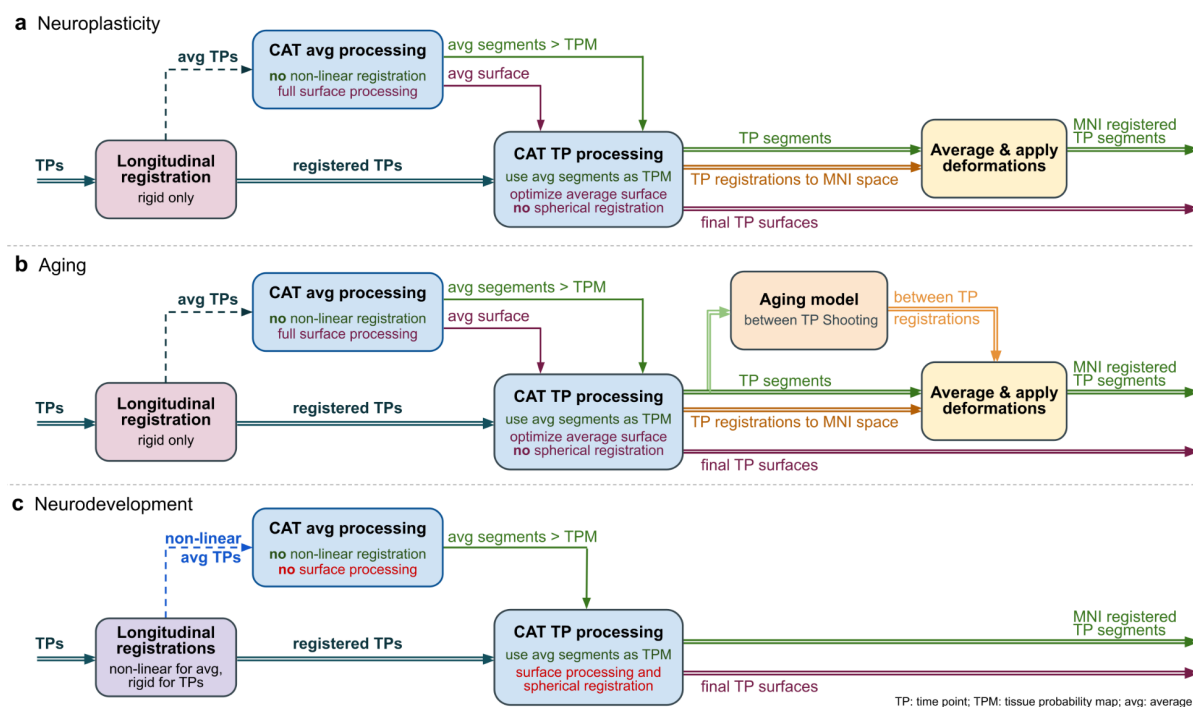 a Neuroplasticity
CAT avg processing
no non-linear registration
full surface processing
avg TPs
avg segments > TPM
avg surface
TPs
Longitudinal
registration
rigid only
registered TPs
CAT TP processing
use avg segments as TPM
optimize average surface
no spherical registration
TP segments
TP registrations to MNI space
final TP surfaces
Average & apply
deformations
MNI registered
TP segments
b Aging
CAT avg processing
no non-linear registration
full surface processing
avg TPs
avg segements > TPM
avg surface
Aging model
between TP Shooting
between TP
registrations
TPs
Longitudinal
registration
rigid only
registered TPs
CAT TP processing
use avg segments as TPM
optimize average surface
no spherical registration
TP segments
TP registrations to MNI space
final TP surfaces
Average & apply
deformations
MNI registered
TP segments
c Neurodevelopment
non-linear
avg TPs
CAT avg processing
no non-linear registration
no surface processing
avg segments > TPM
TPs
Longitudinal
registrations
non-linear for avg,
rigid for TPs
registered TPs
CAT TP processing
use avg segments as TPM
surface processing and
spherical registration
MNI registered
TP segments
final TP surfaces
TP: time point; TPM: tissue probability map; avg: average